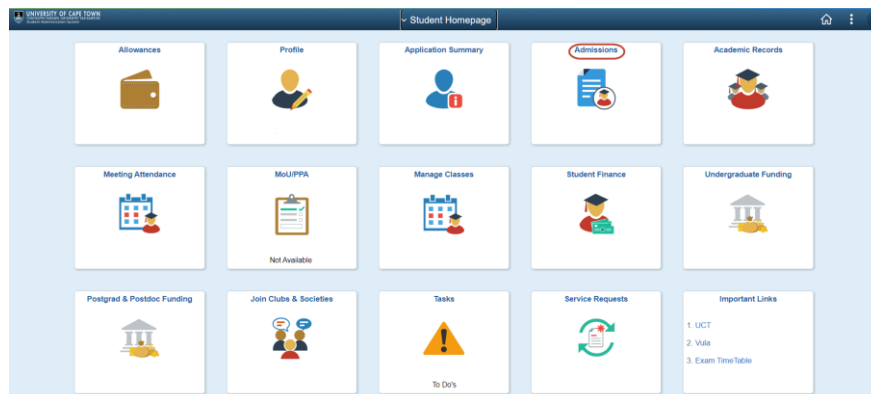 UNIVERSITY OF CAPE TOWN
Student Homepage
Allowances
Profile
Application Summary
Admissions
Academic Records
Meeting Attendance
MoU/PPA
Manage Classes
Student Finance
Undergraduate Funding
Not Available
Postgrad & Postdoc Funding
Join Clubs & Societies
Tasks
Service Requests
Important Links
1. UCT
2. Vula
3. Exam TimeTable
To Do's